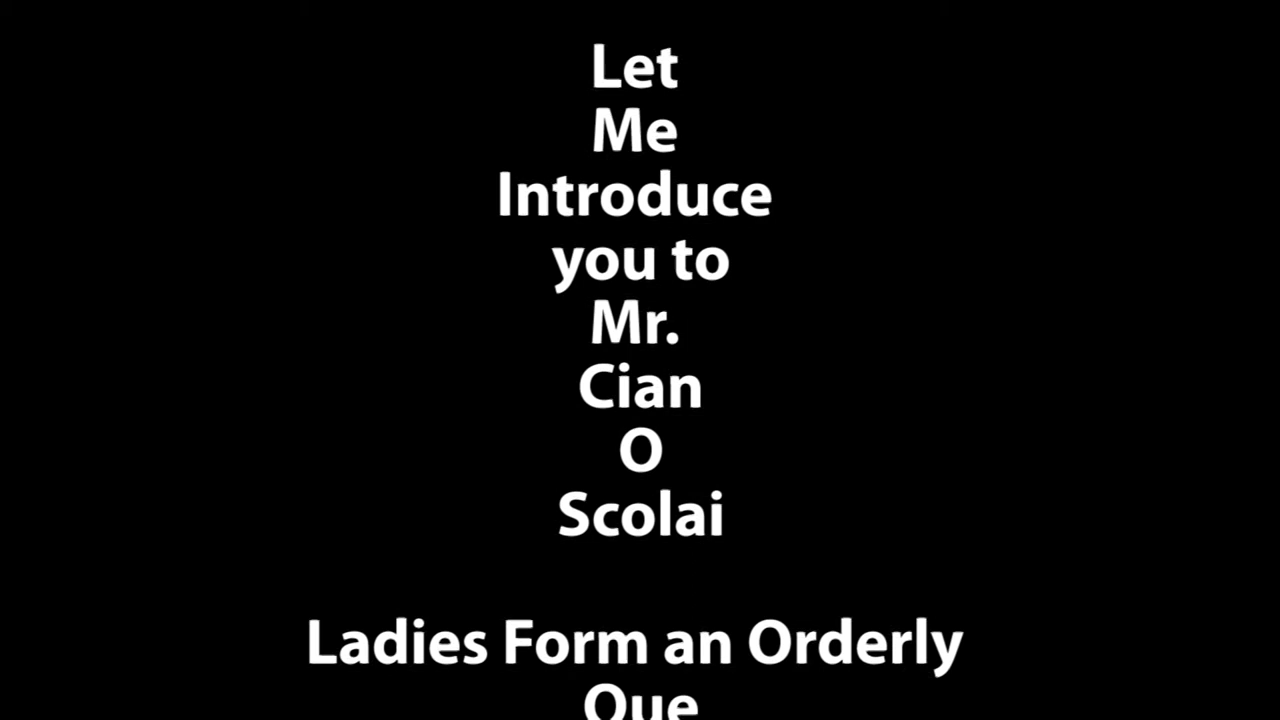 Let
Me
Introduce
you to
Mr.
Cian
O
Scolai
Ladies Form an Orderly
Que